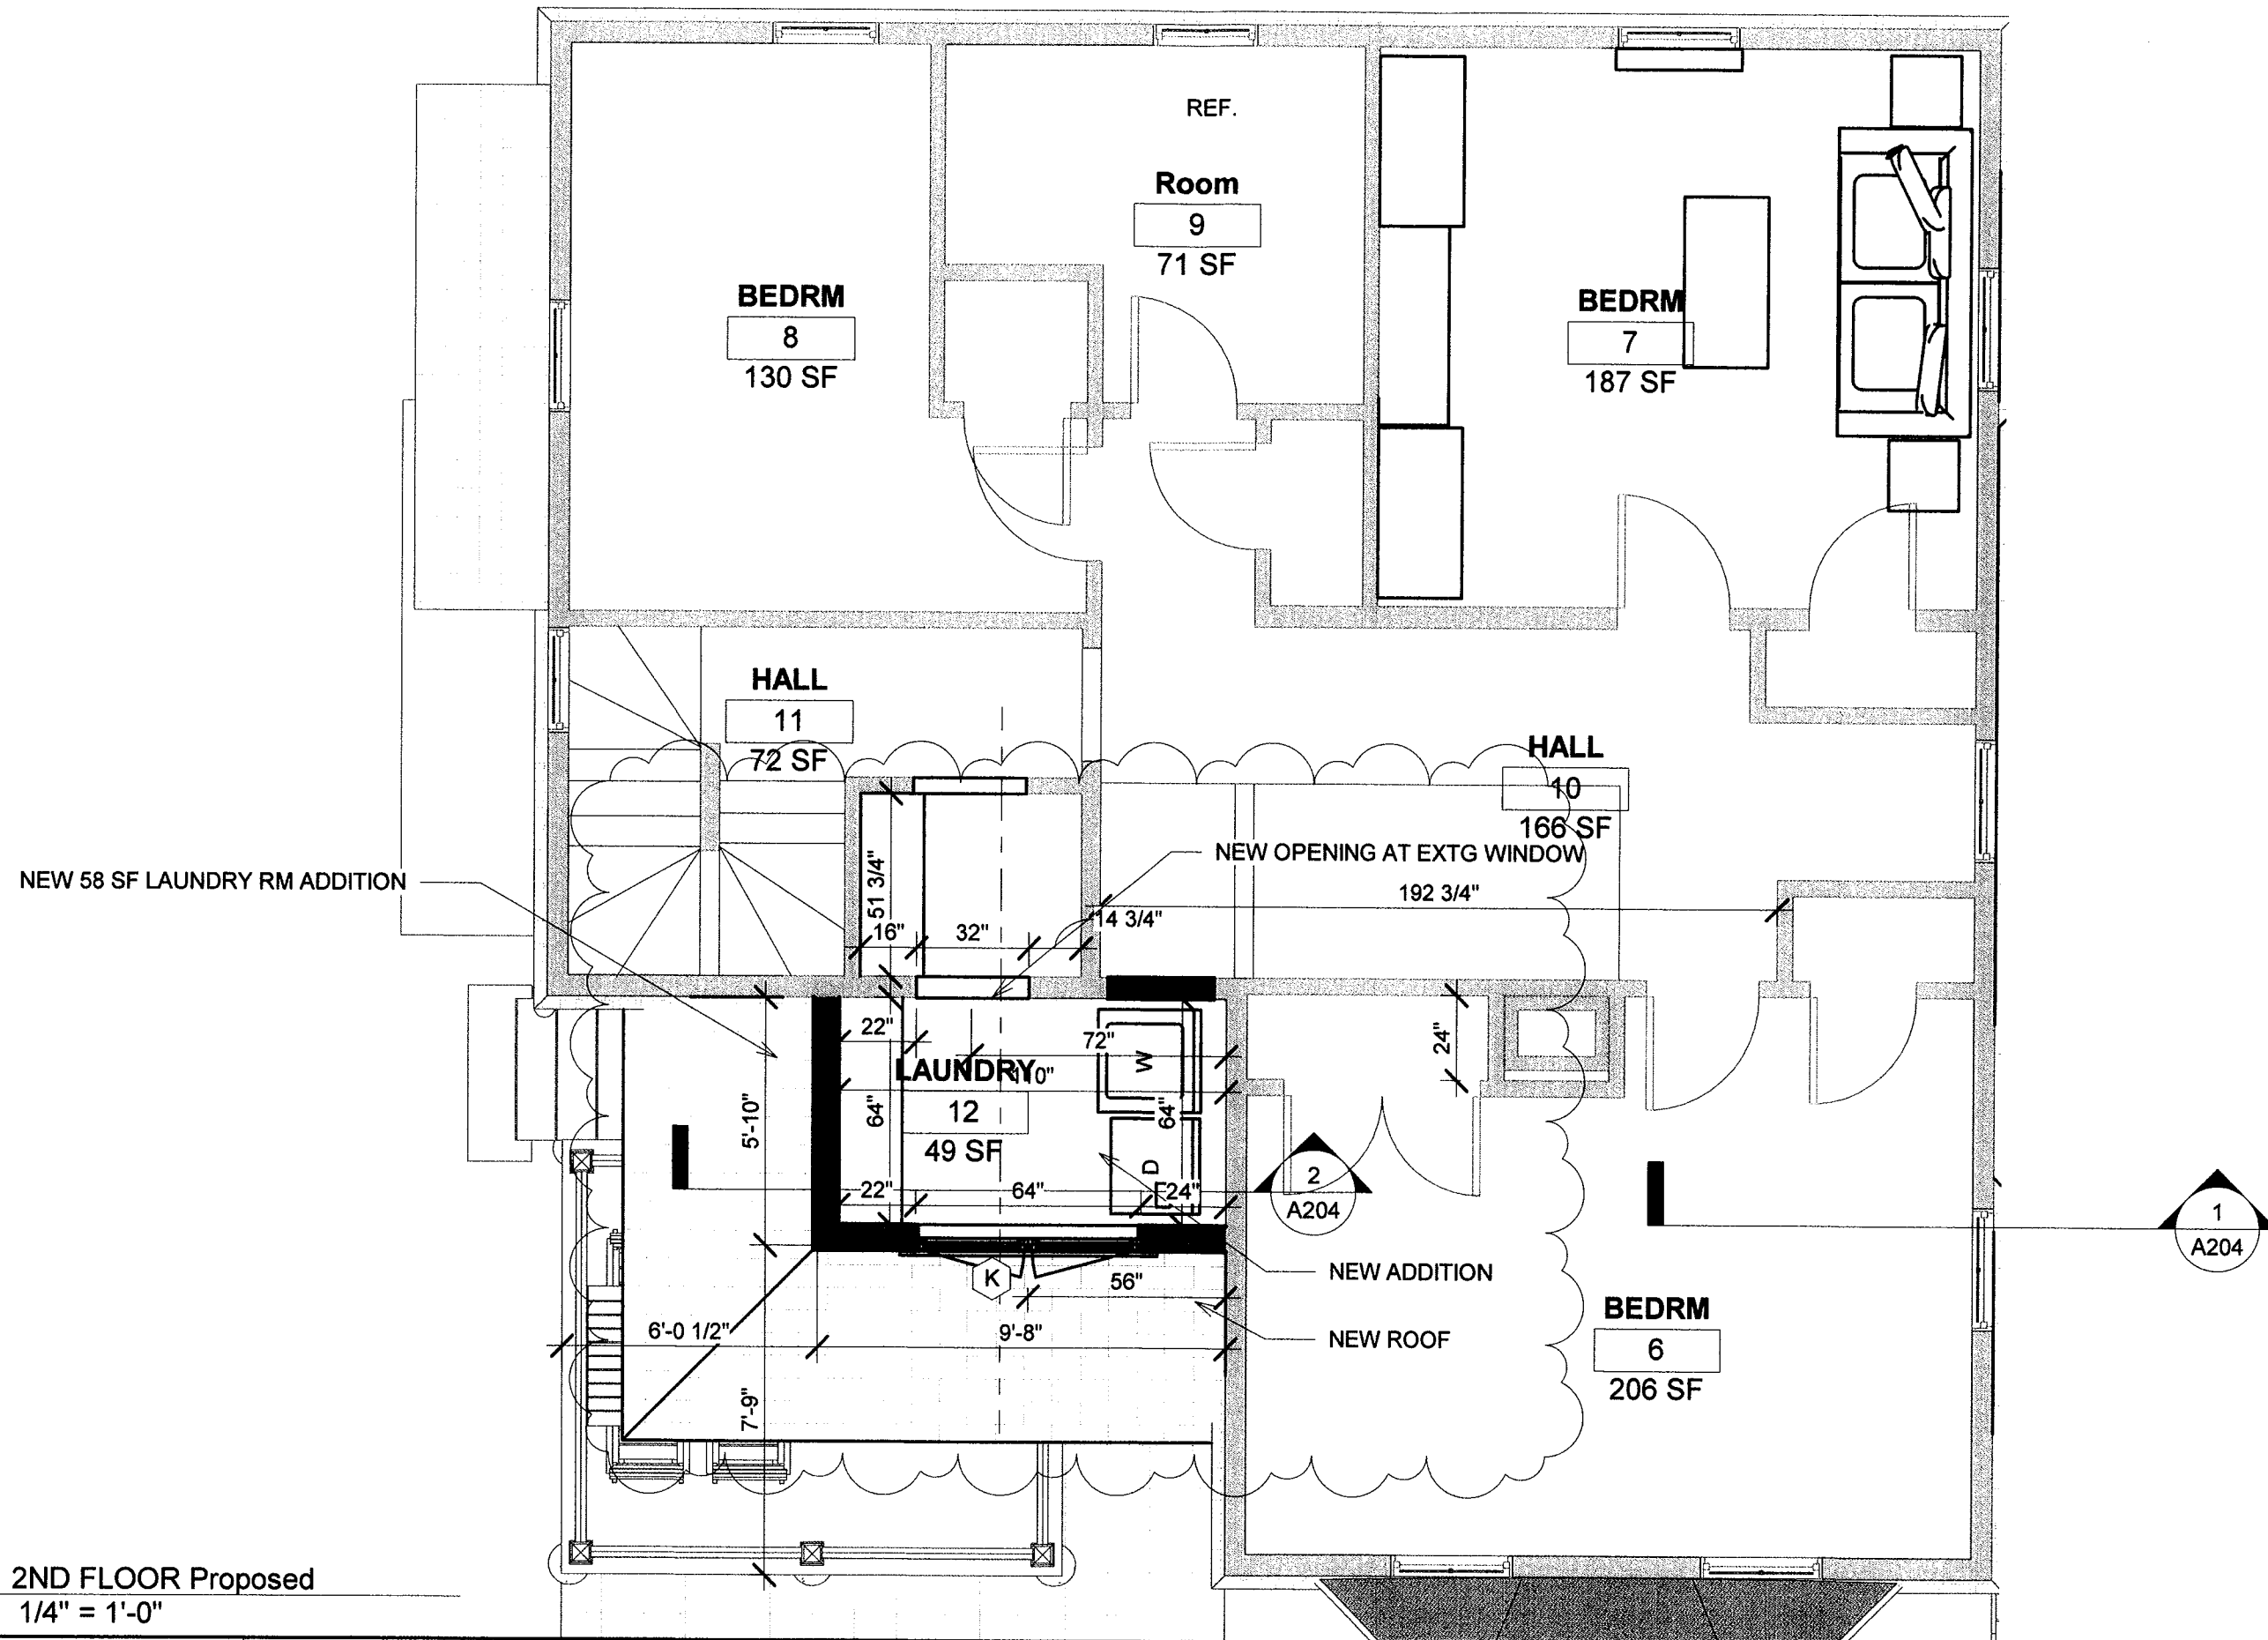 REF.
Room
9
71 SF
BEDRM
8
130 SF
BEDRM
7
187 SF
HALL
11
72 SF
HALL
10
166 SF
NEW OPENING AT EXTG WINDOW
NEW 58 SF LAUNDRY RM ADDITION
192 3/4"
51 3/4"
16"
32"
14 3/4"
22"
72"
24"
W
LAUNDRY
110"
12
49 SF
64"
64"
5'-10"
D
22"
64"
24"
2
A204
1
A204
NEW ADDITION
K
56"
BEDRM
6
206 SF
6'-0 1/2"
9'-8"
NEW ROOF
7'-9"
2ND FLOOR Proposed
1/4" = 1'-0"